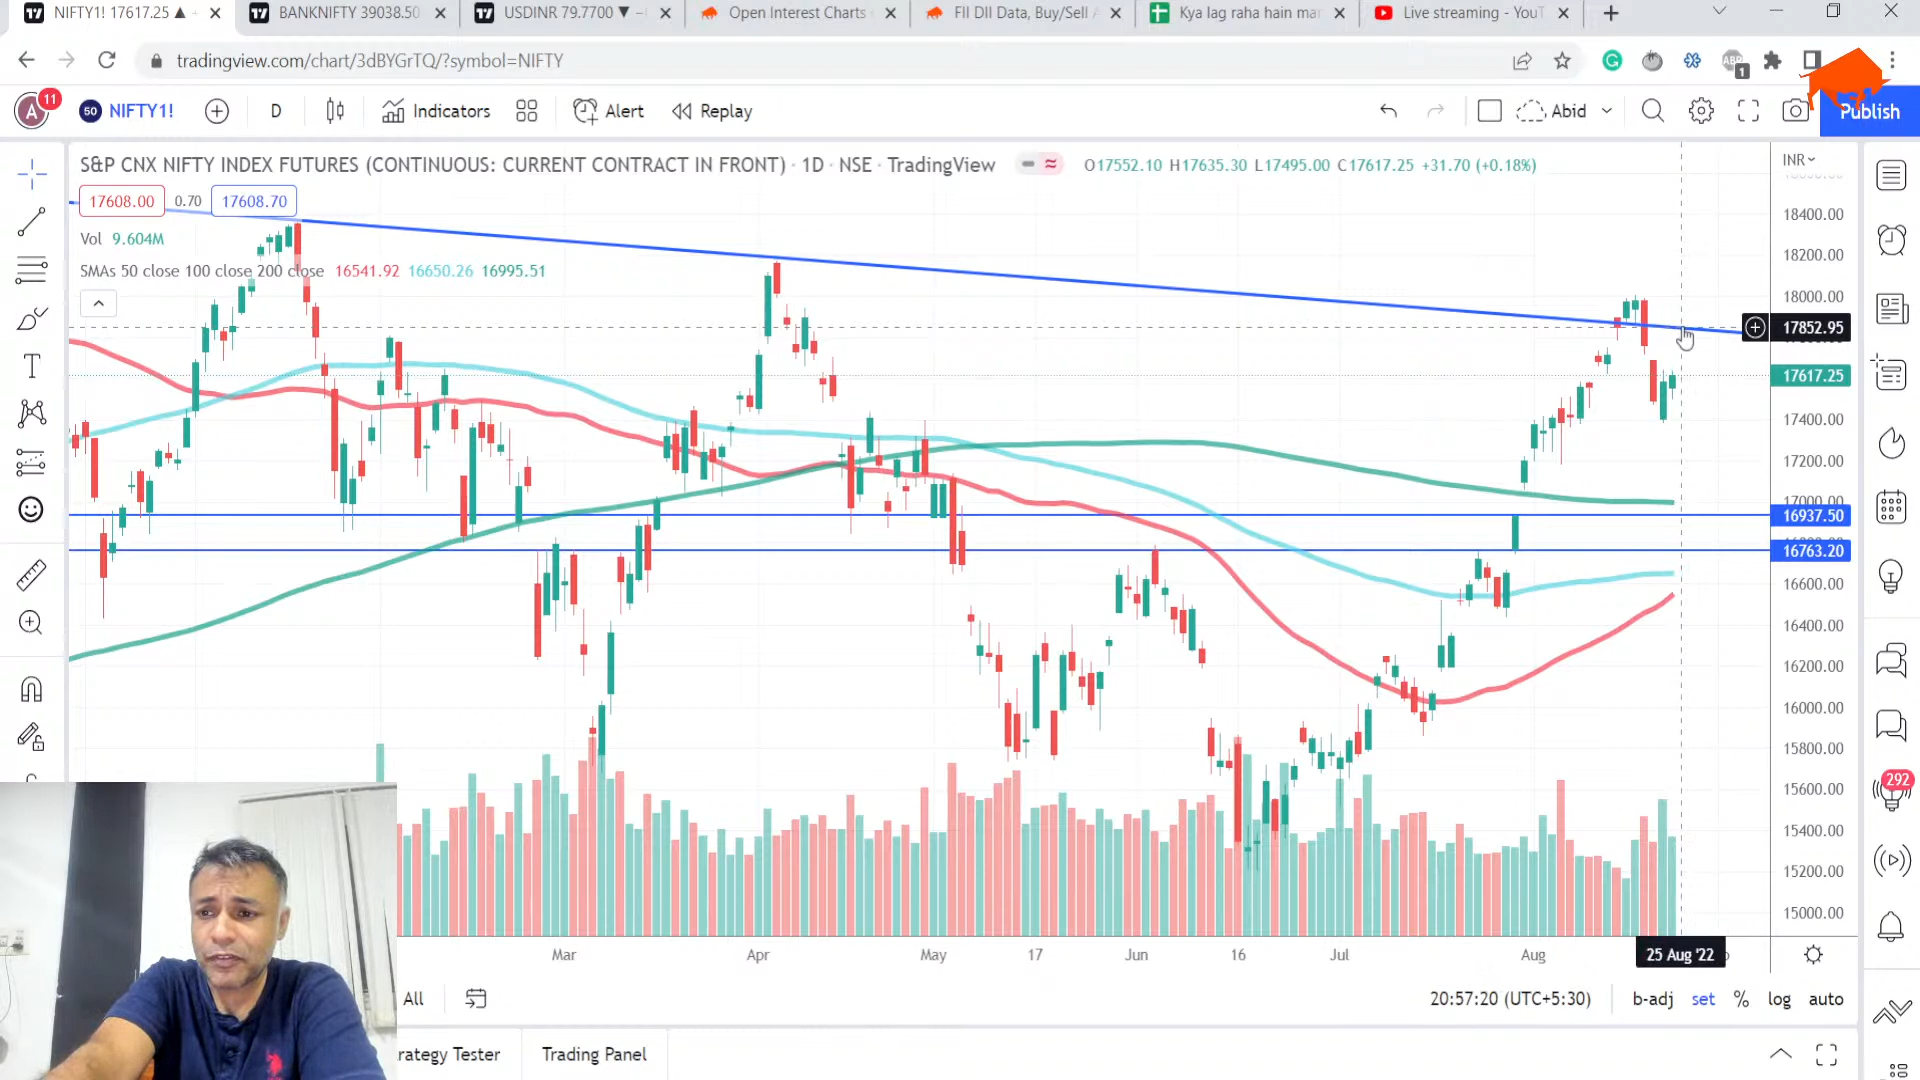 NIFTY1! 17617.25 ▲
BANKNIFTY 39038.50
USDINR 79.7700 ▼
Open Interest Charts
FII DII Data, Buy/Sell
Kya lag raha hain mar
Live streaming - YouT
tradingview.com/chart/3dBYGrTQ/?symbol=NIFTY
ABP 1
A 11
50 NIFTY1!
D
Indicators
Alert
Replay
Abid
Publish
S&P CNX NIFTY INDEX FUTURES (CONTINUOUS: CURRENT CONTRACT IN FRONT) · 1D · NSE · TradingView
O17552.10 H17635.30 L17495.00 C17617.25 +31.70 (+0.18%)
INR
17608.00 0.70 17608.70
Vol 9.604M
SMAs 50 close 100 close 200 close 16541.92 16650.26 16995.51
18400.00
18200.00
18000.00
17852.95
17617.25
17400.00
17200.00
17000.00
16937.50
16763.20
16600.00
16400.00
16200.00
16000.00
15800.00
15600.00
15400.00
15200.00
15000.00
292
Mar Apr May 17 Jun 16 Jul Aug 25 Aug '22
All
20:57:20 (UTC+5:30) b-adj set % log auto
rategy Tester Trading Panel